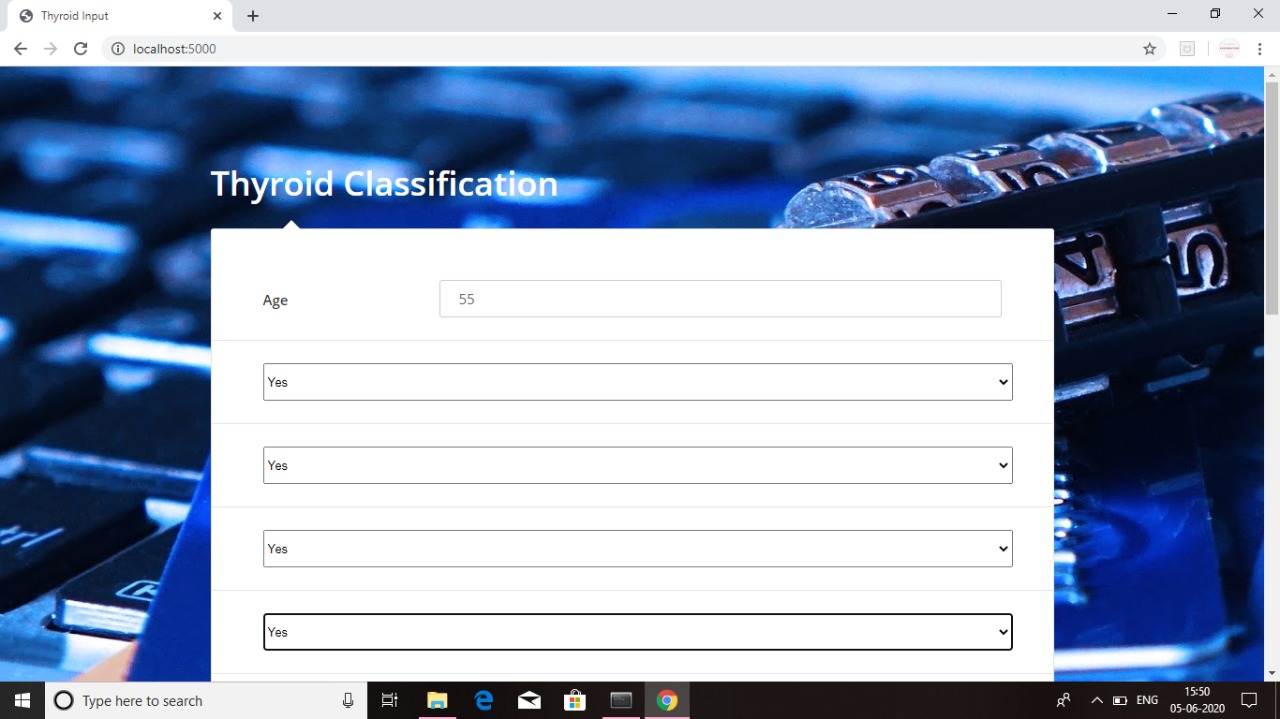 Thyroid Input
localhost:5000
Thyroid Classification
Age
55
Yes
Yes
Yes
Yes
Type here to search
ENG
15:50
05-06-2020